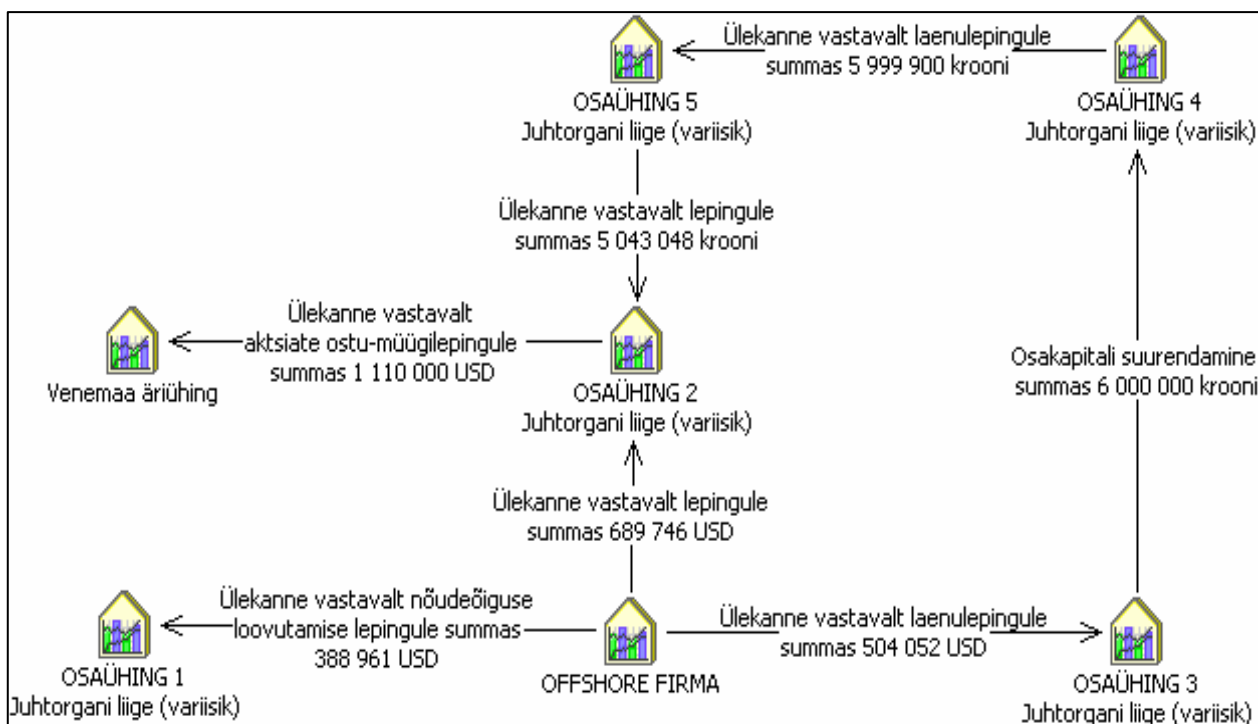 Ülekanne vastavalt laenulepingule
summas 5 999 900 krooni
OSAÜHING 5
Juhtorgani liige (variisik)
OSAÜHING 4
Juhtorgani liige (variisik)
Ülekanne vastavalt lepingule
summas 5 043 048 krooni
Ülekanne vastavalt
aktsiate ostu-müügilepingule
summas 1 110 000 USD
Venemaa äriühing
OSAÜHING 2
Juhtorgani liige (variisik)
Osakapitali suurendamine
summas 6 000 000 krooni
Ülekanne vastavalt lepingule
summas 689 746 USD
Ülekanne vastavalt nõudeõiguse
loovutamise lepingule summas
388 961 USD
Ülekanne vastavalt laenulepingule
summas 504 052 USD
OSAÜHING 1
Juhtorgani liige (variisik)
OFFSHORE FIRMA
OSAÜHING 3
Juhtorgani liige (variisik)